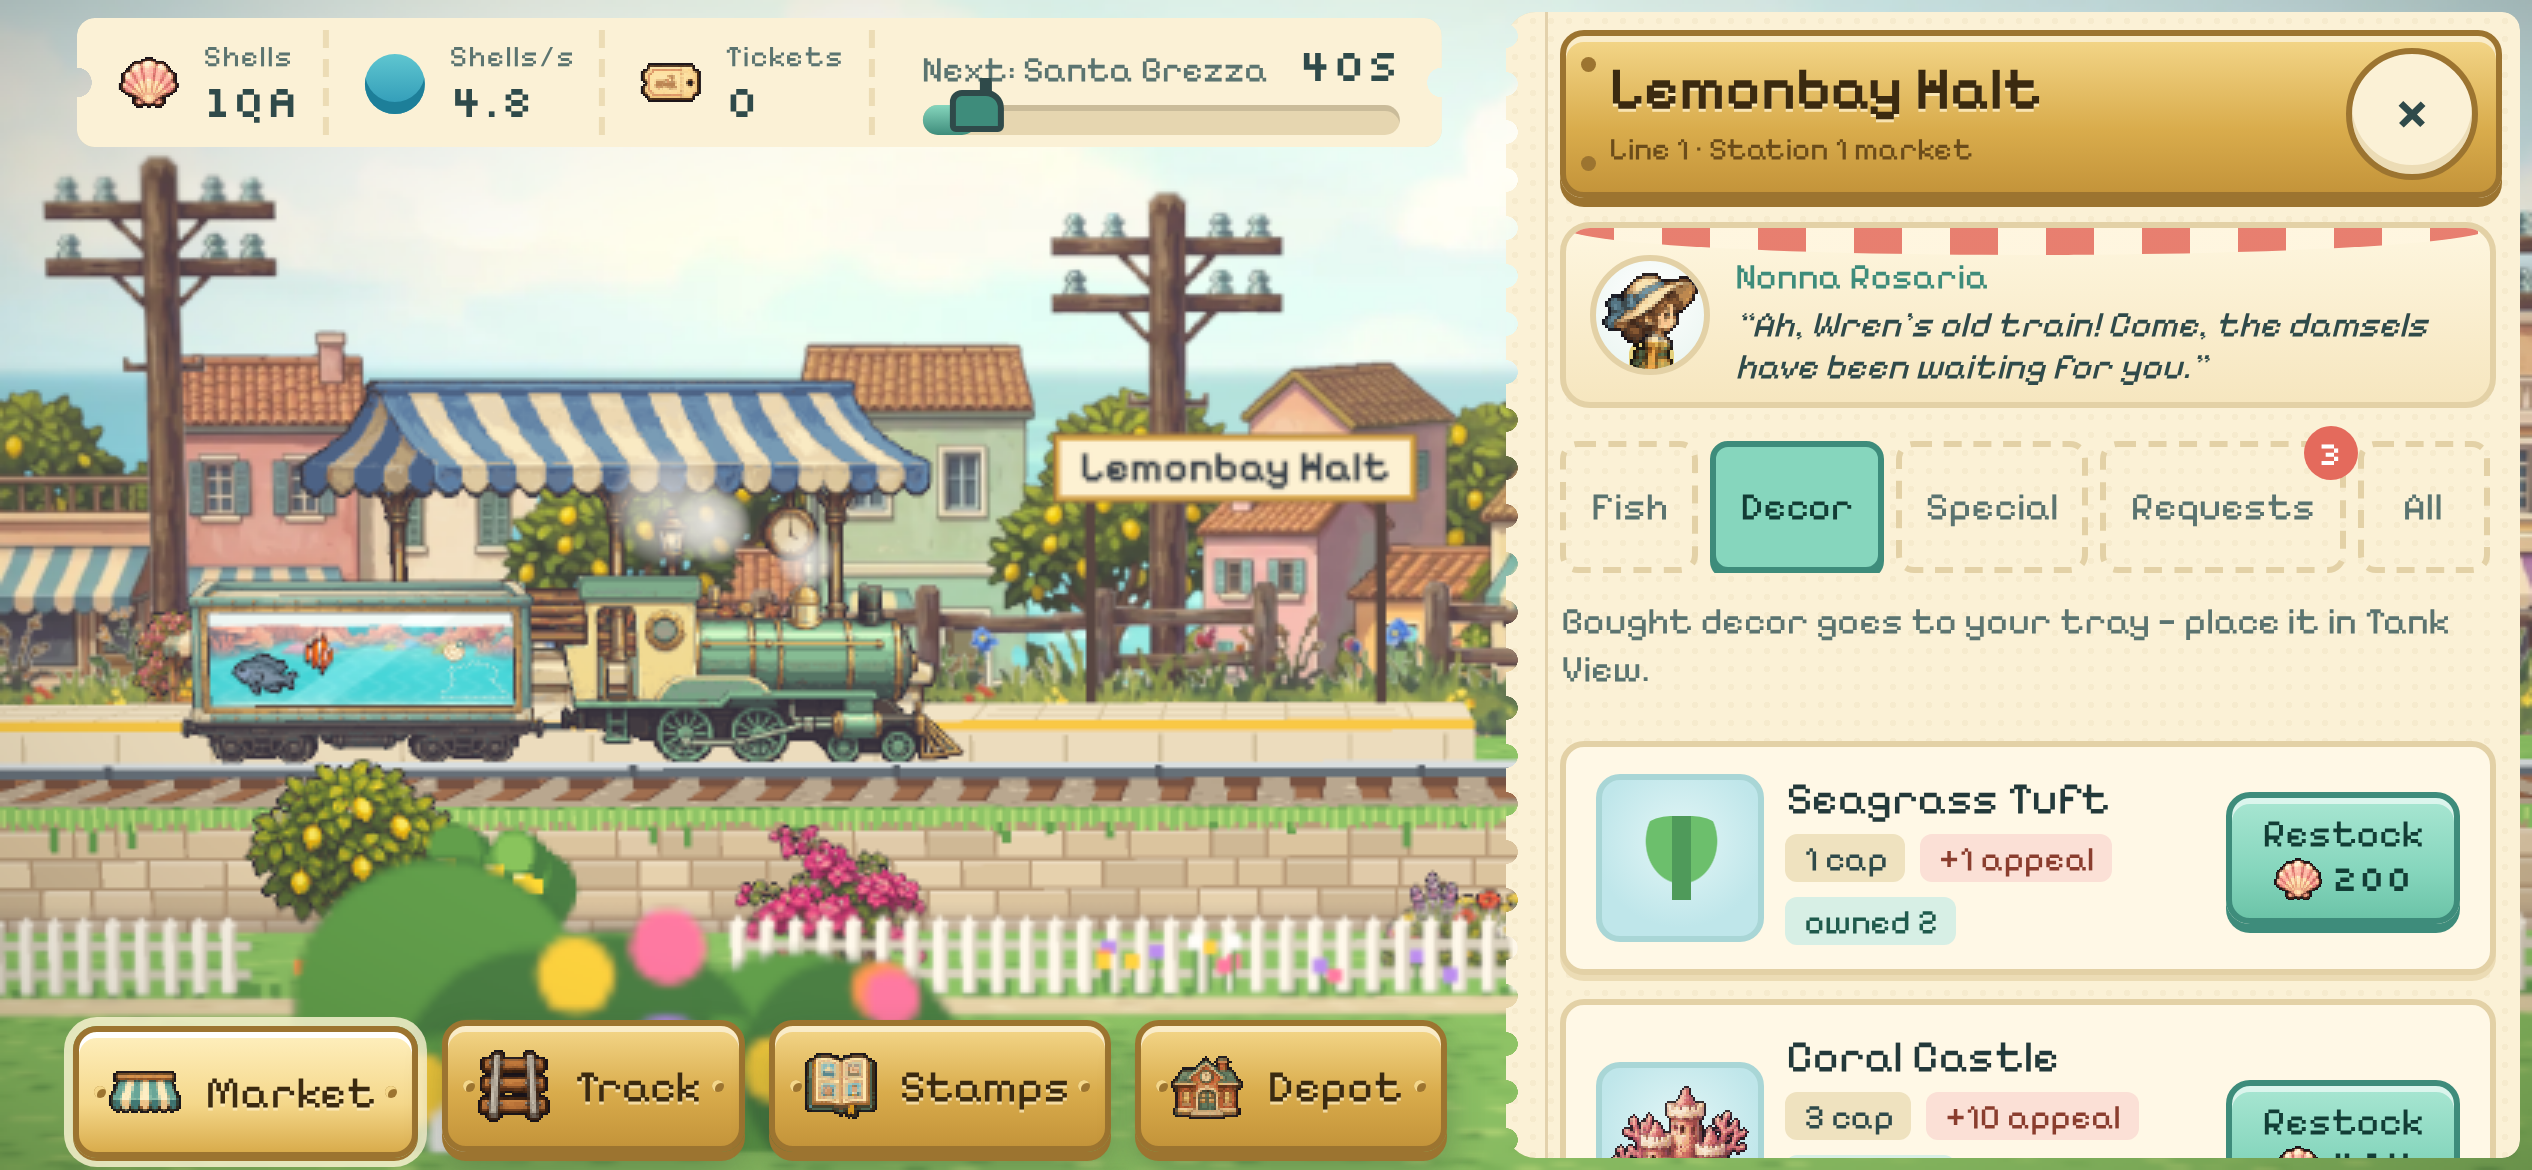 Shells
1QA
Shells/s
4.8
Tickets
0
Next: Santa Brezza
40S
Lemonbay Halt
Market
Track
Stamps
Depot
Lemonbay Halt
Line 1 · Station 1 market
×
Nonna Rosaria
“Ah, Wren’s old train! Come, the damsels
have been waiting for you.”
Fish
Decor
Special
Requests
3
All
Bought decor goes to your tray – place it in Tank
View.
Seagrass Tuft
1 cap
+1 appeal
owned 2
Restock
200
Coral Castle
3 cap
+10 appeal
Restock